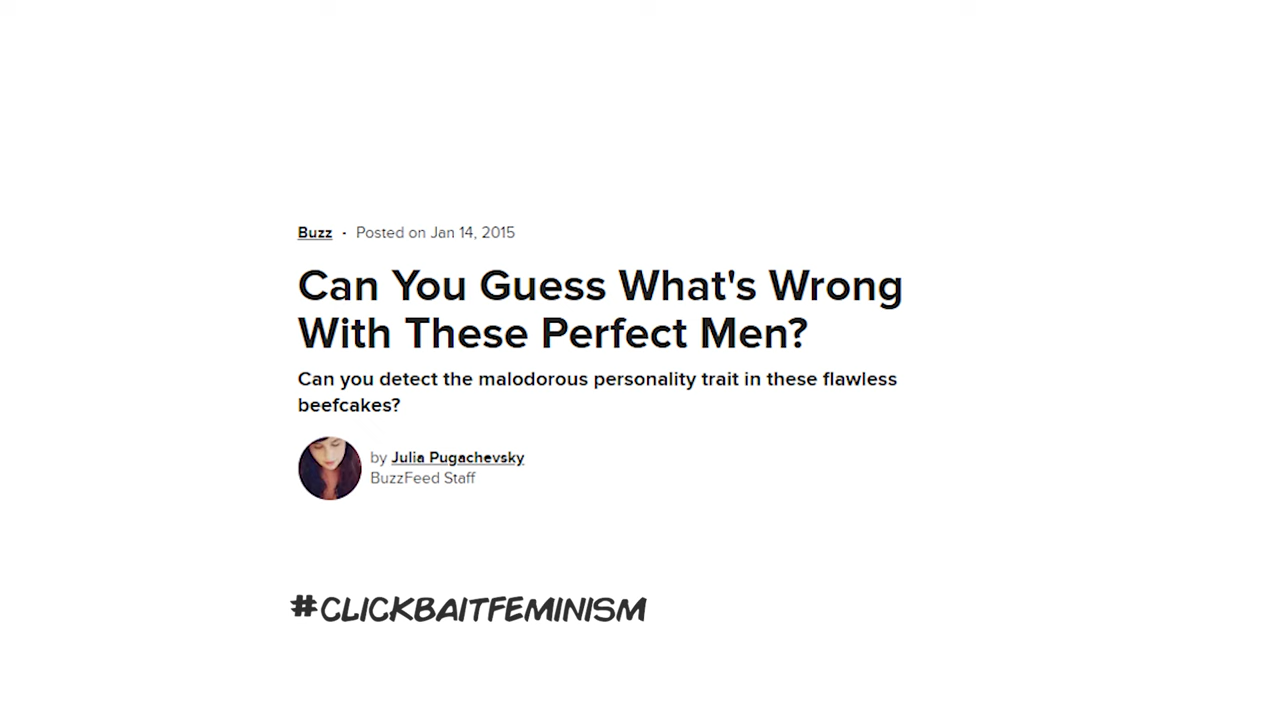 Buzz · Posted on Jan 14, 2015
Can You Guess What's Wrong
With These Perfect Men?
Can you detect the malodorous personality trait in these flawless
beefcakes?
by Julia Pugachevsky
BuzzFeed Staff
#CLICKBAITFEMINISM